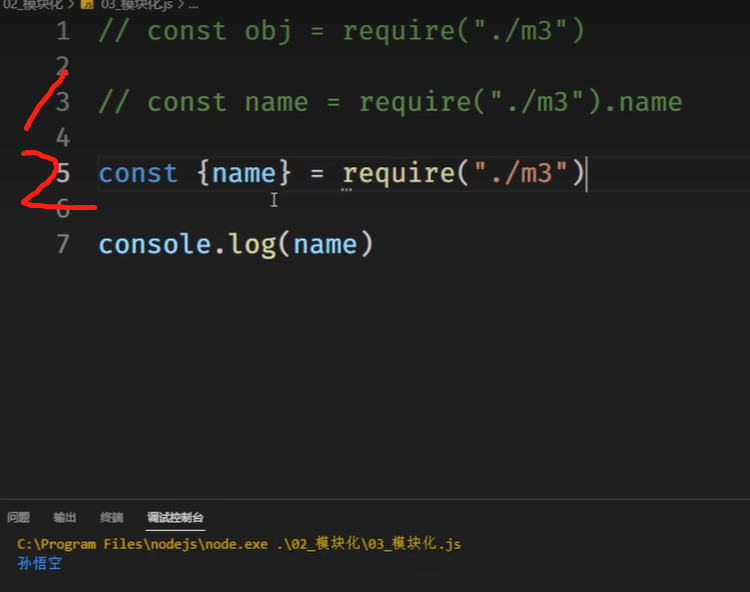 02_模块化 > JS 03_模块化.js > ...
1 // const obj = require("./m3")
2
3 // const name = require("./m3").name
4
5 const {name} = require("./m3")
6
7 console.log(name)
1
2
问题 输出 终端 调试控制台
C:\Program Files\nodejs\node.exe .\02_模块化\03_模块化.js
孙悟空